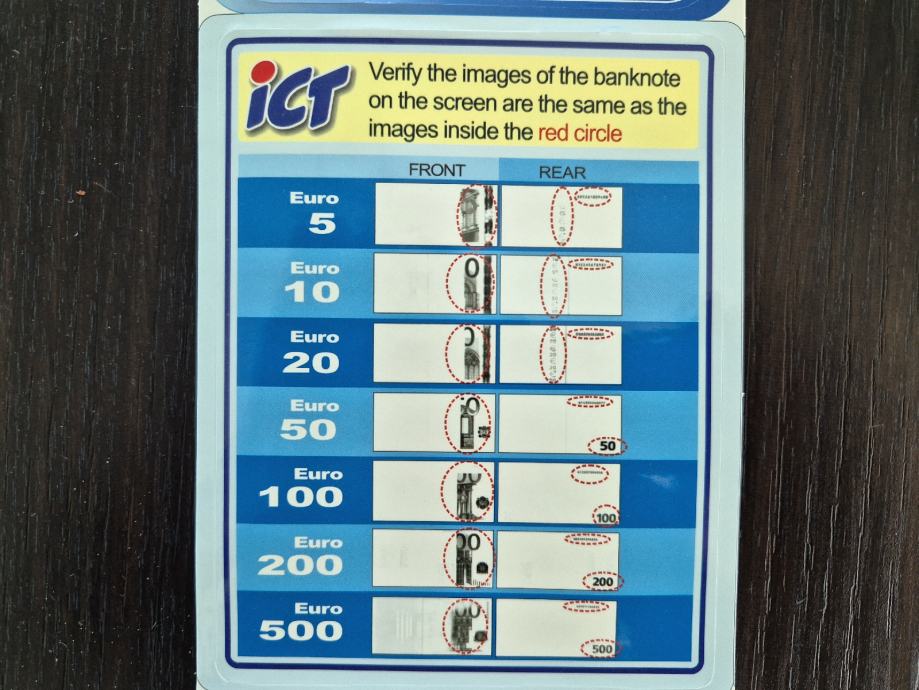 iCT
Verify the images of the banknote
on the screen are the same as the
images inside the red circle
FRONT REAR
Euro
5
Euro
10
Euro
20
Euro
50
50
Euro
100
100
Euro
200
200
Euro
500
500